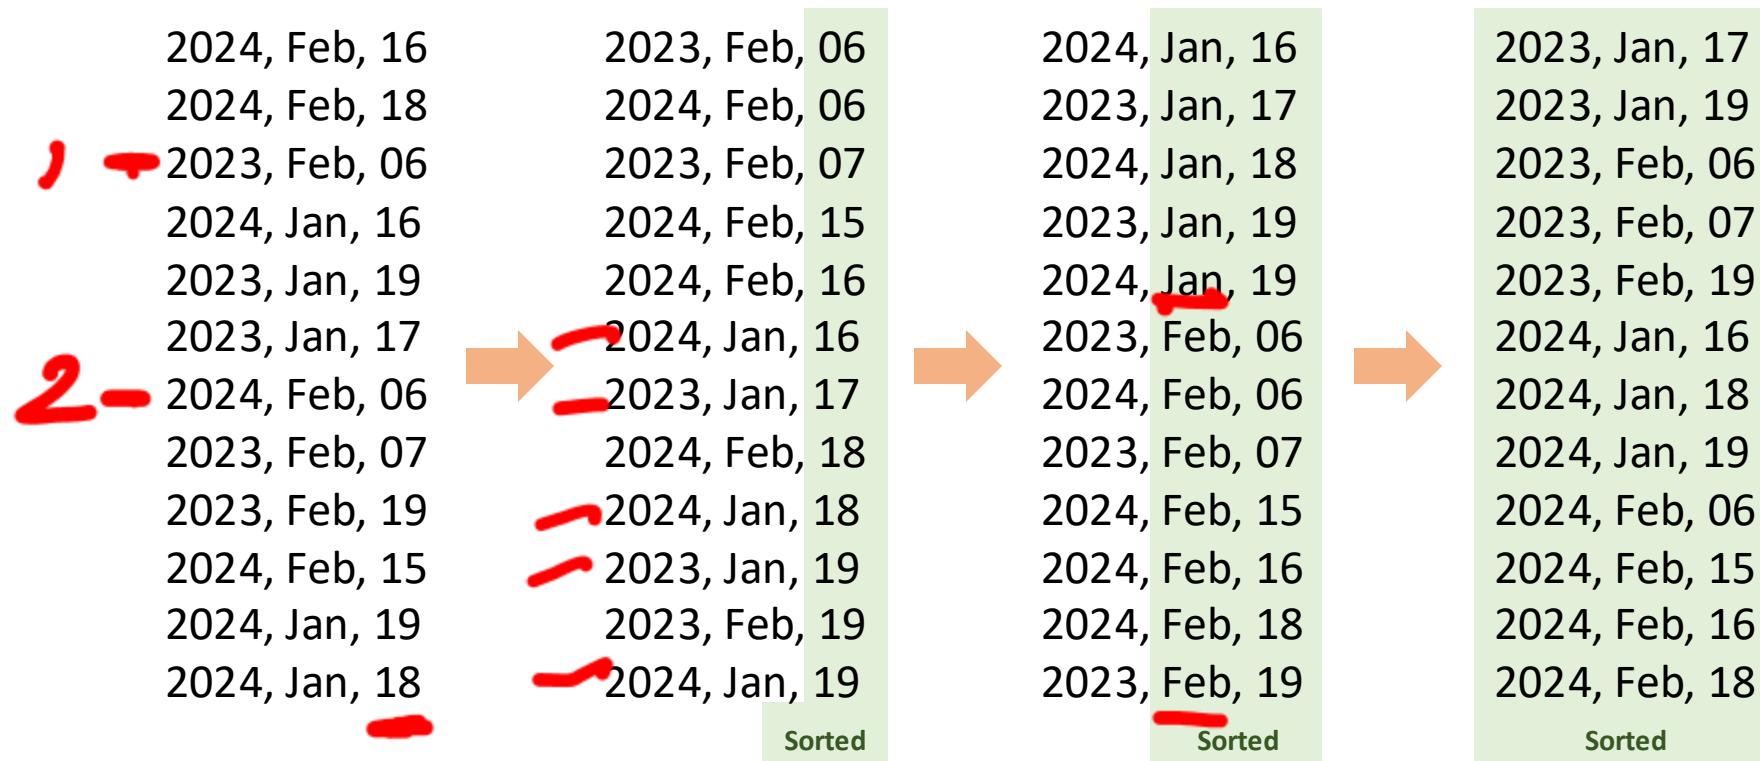 2024, Feb, 16
2024, Feb, 18
2023, Feb, 06
2024, Jan, 16
2023, Jan, 19
2023, Jan, 17
2 2024, Feb, 06
2023, Feb, 07
2023, Feb, 19
2024, Feb, 15
2024, Jan, 19
2024, Jan, 18
2023, Feb, 06
2024, Feb, 06
2023, Feb, 07
2024, Feb, 15
2024, Feb, 16
2024, Jan, 16
2023, Jan, 17
2024, Feb, 18
2024, Jan, 18
2023, Jan, 19
2023, Feb, 19
2024, Jan, 19
Sorted
2024, Jan, 16
2023, Jan, 17
2024, Jan, 18
2023, Jan, 19
2024, Jan, 19
2023, Feb, 06
2024, Feb, 06
2023, Feb, 07
2024, Feb, 15
2024, Feb, 16
2024, Feb, 18
2023, Feb, 19
Sorted
2023, Jan, 17
2023, Jan, 19
2023, Feb, 06
2023, Feb, 07
2023, Feb, 19
2024, Jan, 16
2024, Jan, 18
2024, Jan, 19
2024, Feb, 06
2024, Feb, 15
2024, Feb, 16
2024, Feb, 18
Sorted